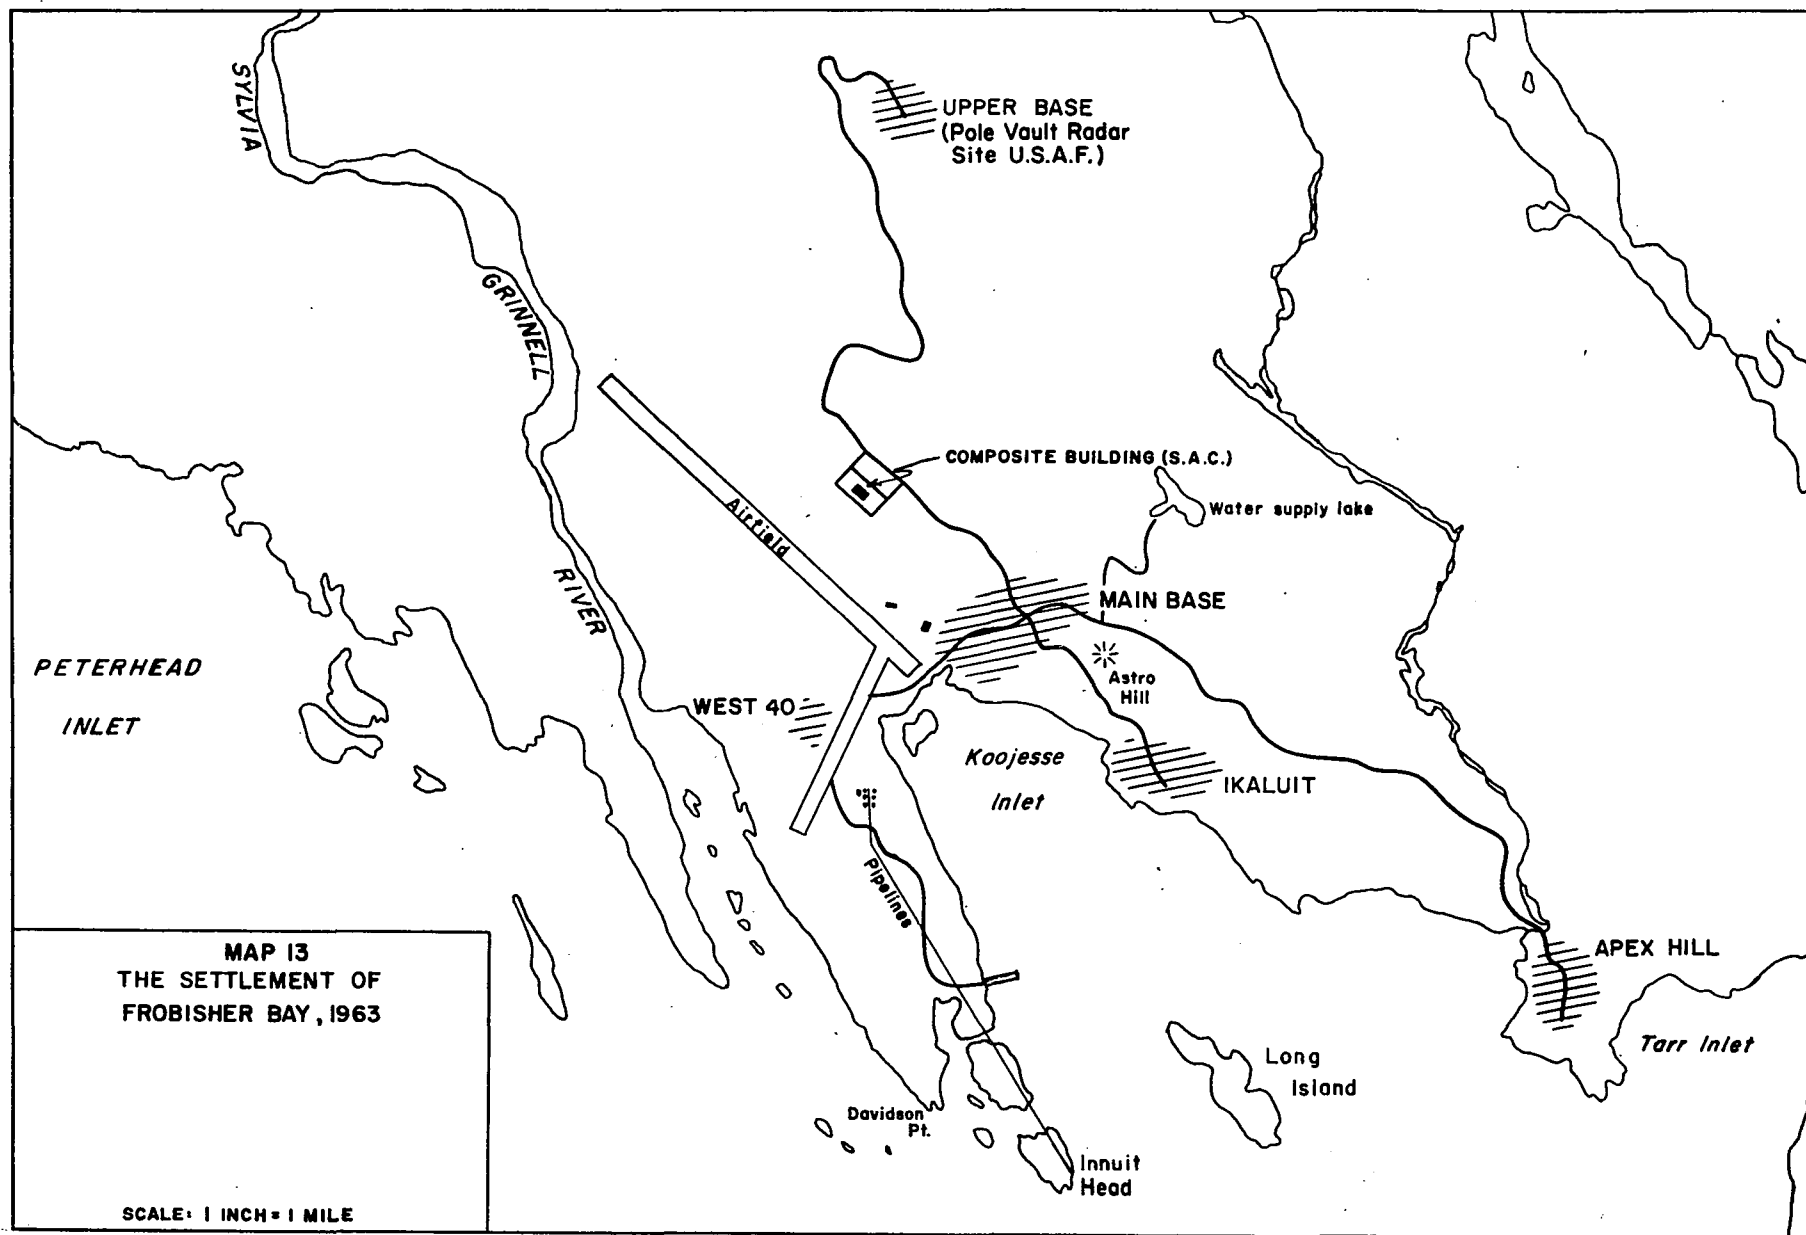 SYLVIA
GRINNELL
RIVER
UPPER BASE
(Pole Vault Radar
Site U.S.A.F.)
COMPOSITE BUILDING (S.A.C.)
Water supply lake
Airfield
MAIN BASE
Astro
Hill
PETERHEAD
INLET
WEST 40
Koojesse
Inlet
IKALUIT
Pipelines
APEX HILL
Tarr Inlet
Long
Island
Davidson
Pt.
Innuit
Head
MAP 13
THE SETTLEMENT OF
FROBISHER BAY, 1963
SCALE: 1 INCH = 1 MILE